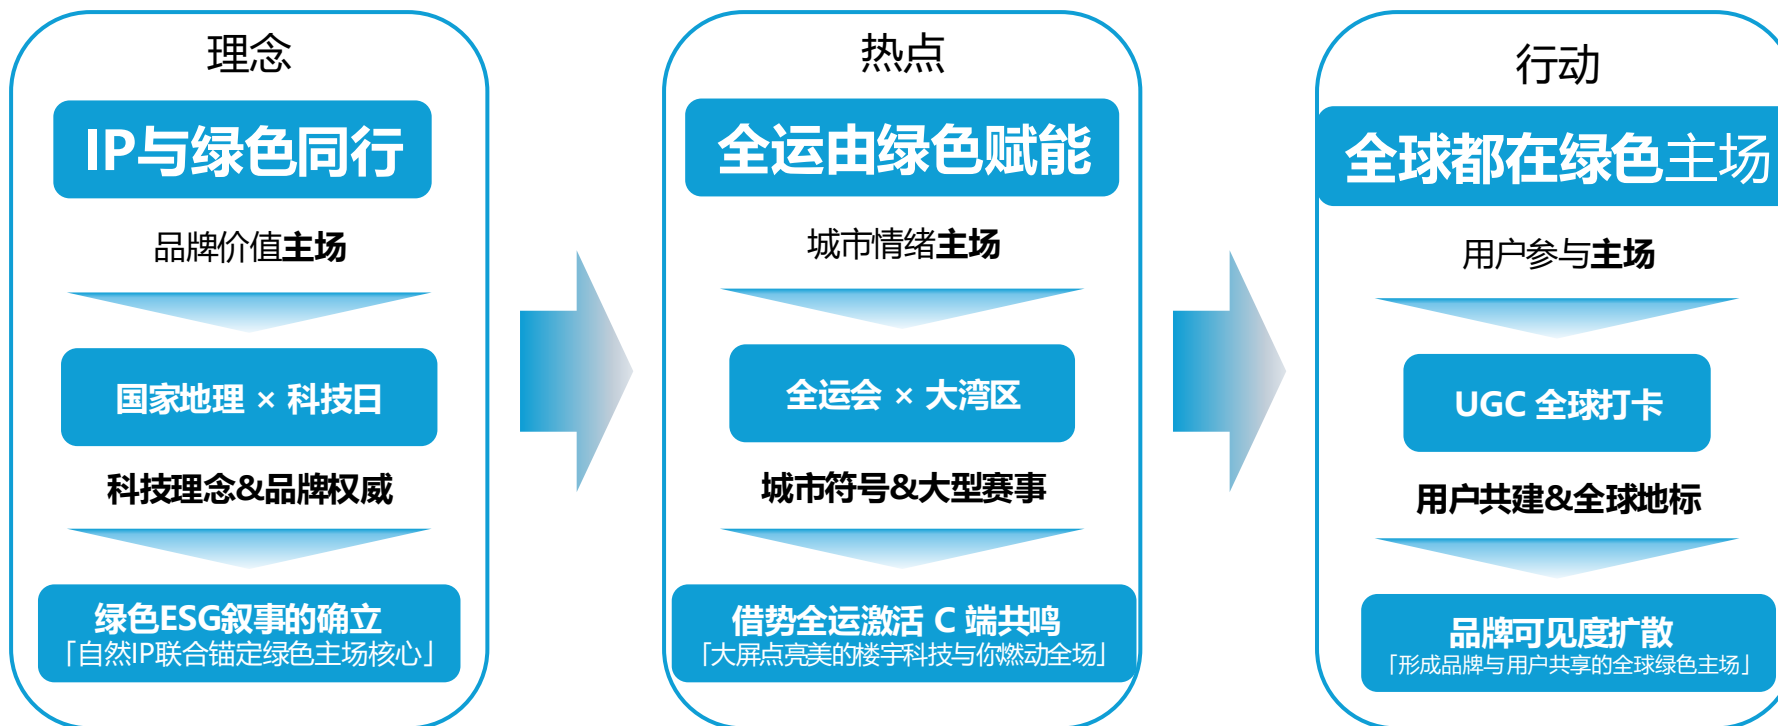 理念
IP与绿色同行
品牌价值主场
国家地理 × 科技日
科技理念&品牌权威
绿色ESG叙事的确立
「自然IP联合锚定绿色主场核心」
热点
全运由绿色赋能
城市情绪主场
全运会 × 大湾区
城市符号&大型赛事
借势全运激活 C 端共鸣
「大屏点亮美的楼宇科技与你燃动全场」
行动
全球都在绿色主场
用户参与主场
UGC 全球打卡
用户共建&全球地标
品牌可见度扩散
「形成品牌与用户共享的全球绿色主场」